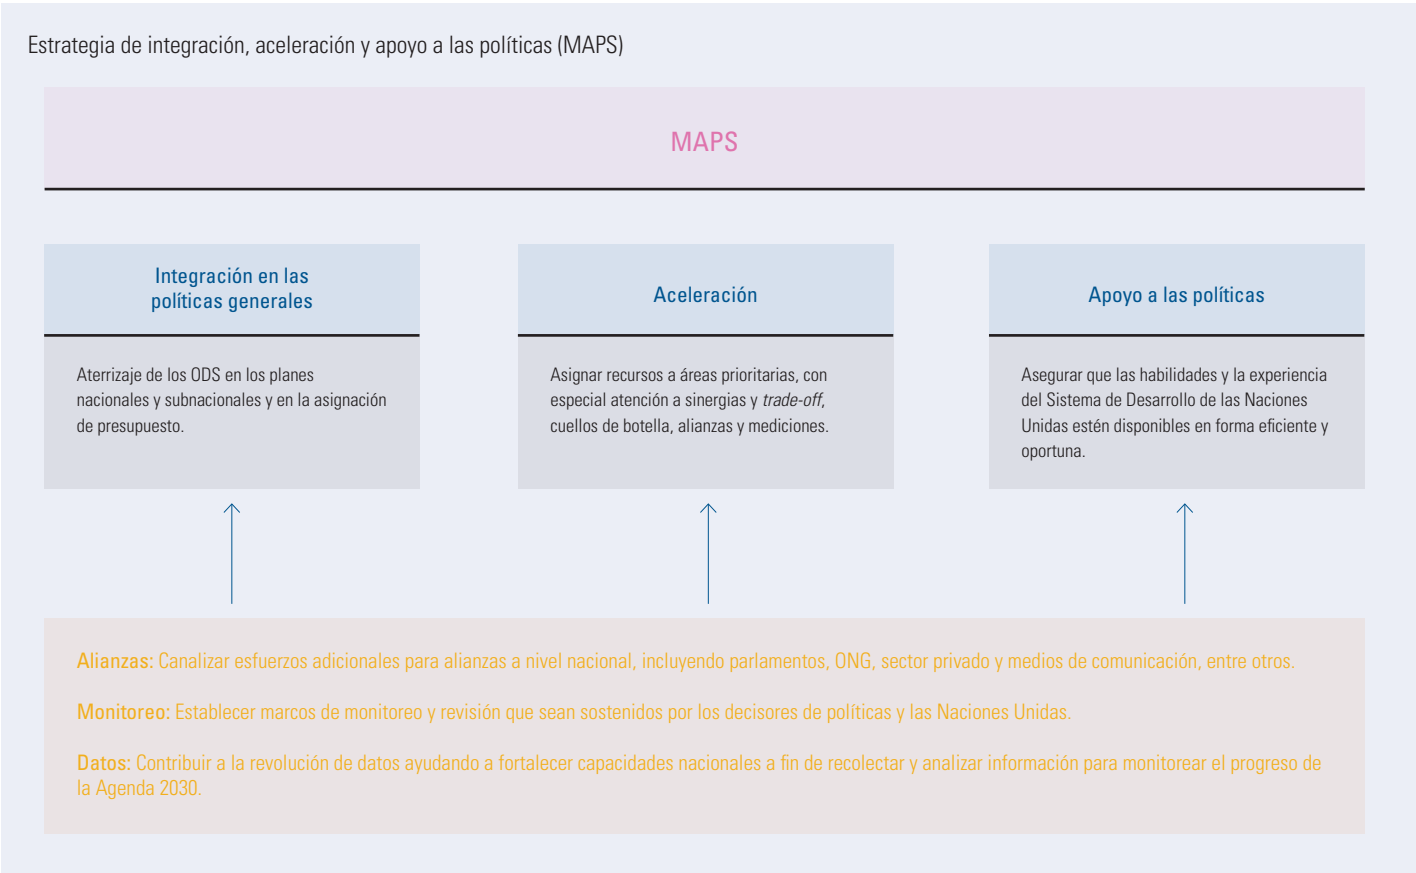 Estrategia de integración, aceleración y apoyo a las políticas (MAPS)
MAPS
Integración en las
políticas generales
Aterrizaje de los ODS en los planes
nacionales y subnacionales y en la asignación
de presupuesto.
Aceleración
Asignar recursos a áreas prioritarias, con
especial atención a sinergias y trade-off,
cuellos de botella, alianzas y mediciones.
Apoyo a las políticas
Asegurar que las habilidades y la experiencia
del Sistema de Desarrollo de las Naciones
Unidas estén disponibles en forma eficiente y
oportuna.
Alianzas: Canalizar esfuerzos adicionales para alianzas a nivel nacional, incluyendo parlamentos, ONG, sector privado y medios de comunicación, entre otros.
Monitoreo: Establecer marcos de monitoreo y revisión que sean sostenidos por los decisores de políticas y las Naciones Unidas.
Datos: Contribuir a la revolución de datos ayudando a fortalecer capacidades nacionales a fin de recolectar y analizar información para monitorear el progreso de
la Agenda 2030.